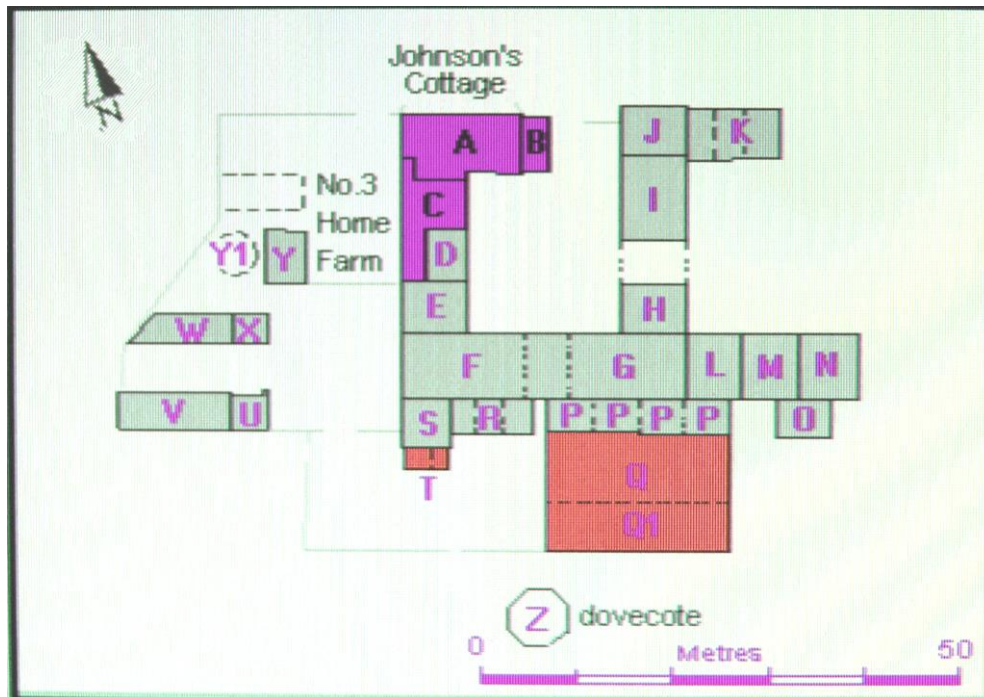 Johnson's
Cottage
N
A
B
J
K
No.3
C
I
Home
Y1
Y
Farm
D
E
H
W
X
F
G
L
M
N
V
U
S
R
P
P
P
P
O
T
Q
Q1
Z
dovecote
0
Metres
50